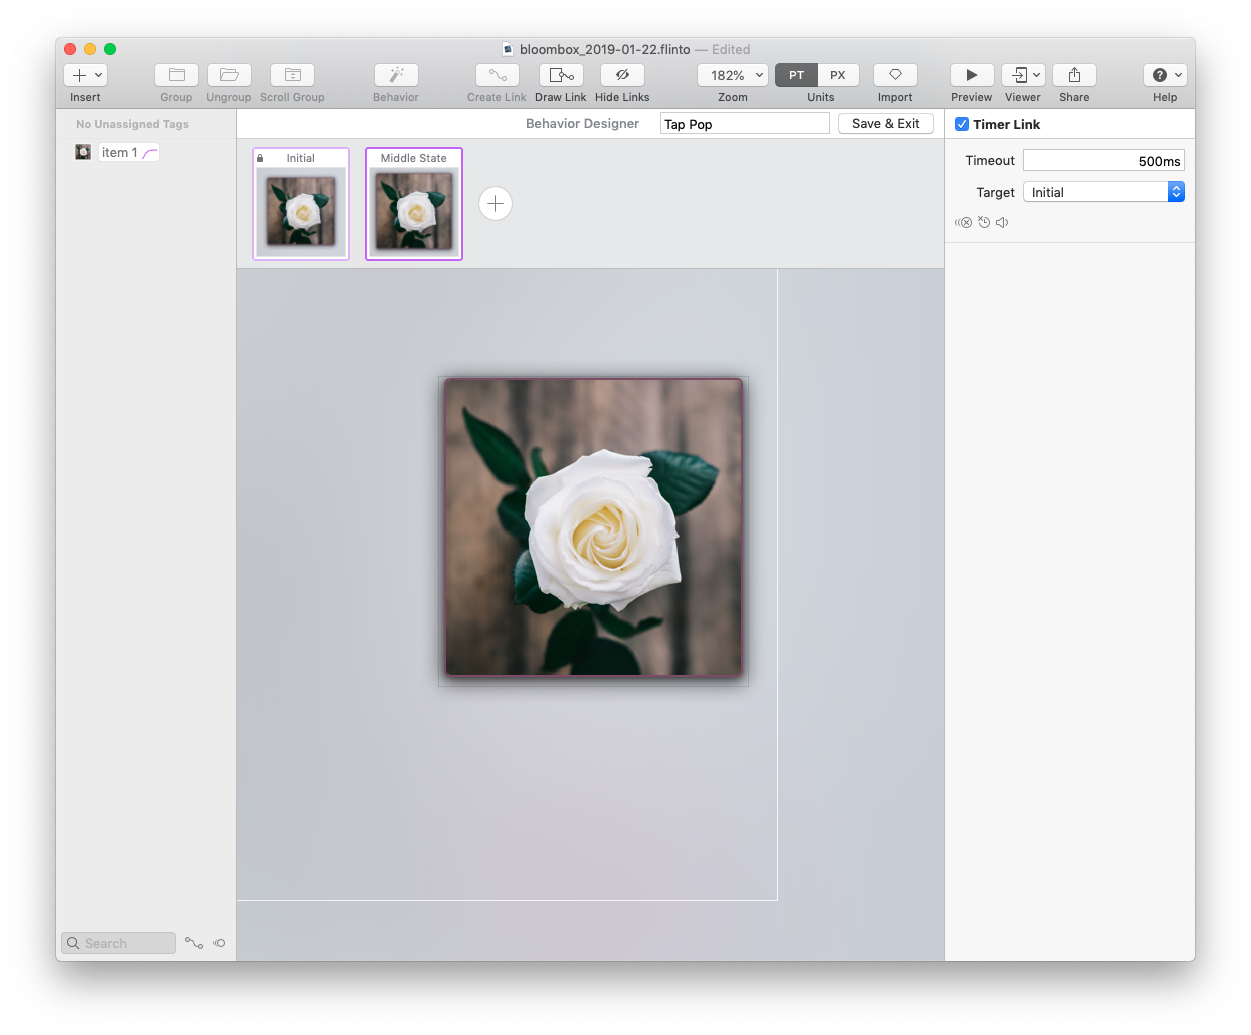 bloombox_2019-01-22.flinto — Edited
182% PT PX
Insert Group Ungroup Scroll Group Behavior Create Link Draw Link Hide Links Zoom Units Import Preview Viewer Share Help
No Unassigned Tags
Behavior Designer Tap Pop Save & Exit
Timer Link
item 1
Initial
Middle State
Timeout 500ms
Target Initial
Search